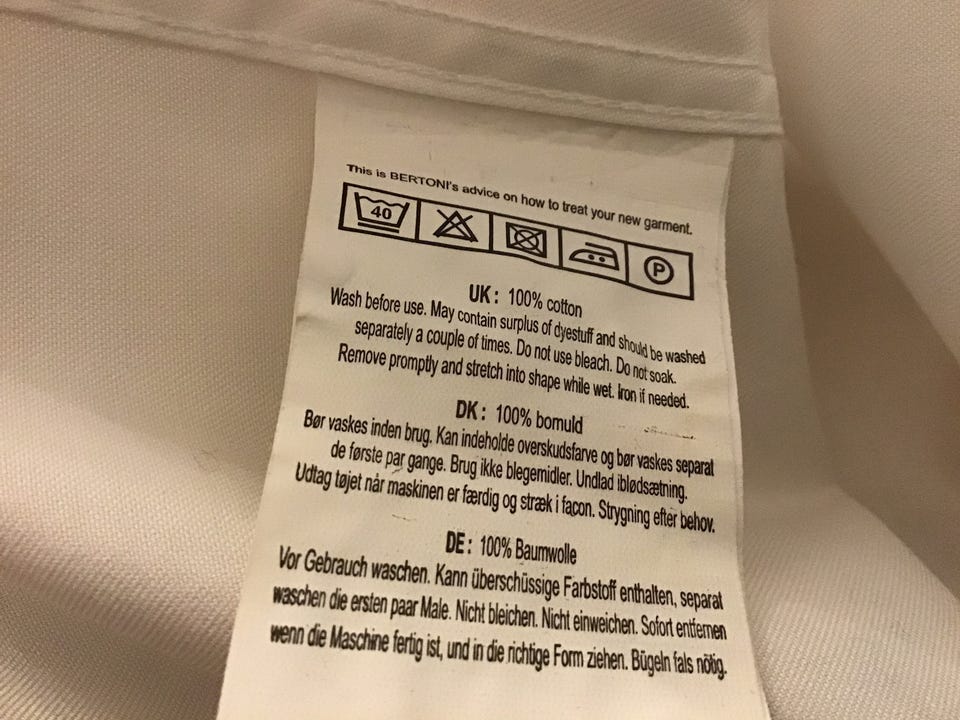 This is BERTONI's advice on how to treat your new garment.
40 P
UK: 100% cotton
Wash before use. May contain surplus of dyestuff and should be washed
separately a couple of times. Do not use bleach. Do not soak.
Remove promptly and stretch into shape while wet. Iron if needed.
DK: 100% bomuld
Bør vaskes inden brug. Kan indeholde overskudsfarve og bør vaskes separat
de første par gange. Brug ikke blegemidler. Undlad iblødsætning.
Udtag tøjet når maskinen er færdig og stræk i façon. Strygning efter behov.
DE: 100% Baumwolle
Vor Gebrauch waschen. Kann überschüssige Farbstoff enthalten, separat
waschen die ersten paar Male. Nicht bleichen. Nicht einweichen. Sofort entfernen
wenn die Maschine fertig ist, und in die richtige Form ziehen. Bügeln fals nötig.